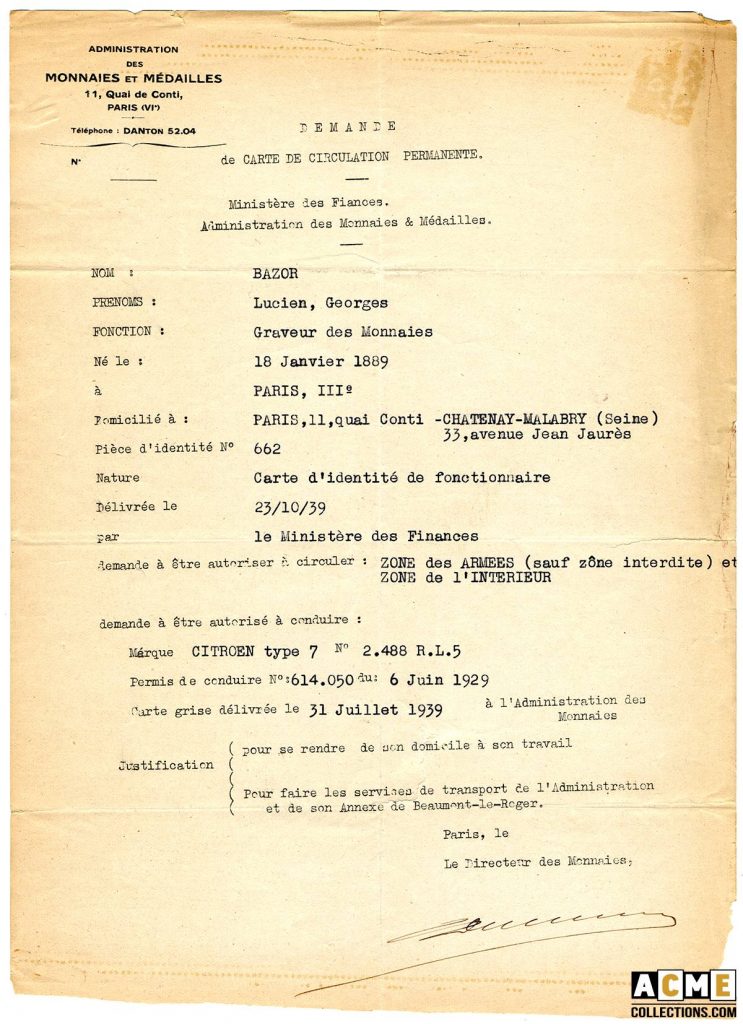 ADMINISTRATION
DES
MONNAIES ET MÉDAILLES
11, Quai de Conti,
PARIS (VIᵉ)
Téléphone : DANTON 52.04
N°
DEMANDE
de CARTE DE CIRCULATION PERMANENTE.
Ministère des Fiances.
Administration des Monnaies & Médailles.
NOM : BAZOR
PRENOMS : Lucien, Georges
FONCTION : Graveur des Monnaies
Né le : 18 Janvier 1889
à PARIS, IIIº
Domicilié à : PARIS,11,quai Conti -CHATENAY-MALABRY (Seine)
33,avenue Jean Jaurès
Pièce d'identité N° 662
Nature Carte d'identité de fonctionnaire
Délivrée le 23/10/39
par le Ministère des Finances
demande à être autoriser à circuler : ZONE des ARMEES (sauf zône interdite) et
ZONE de l'INTERIEUR
demande à être autorisé à conduire :
Marque CITROEN type 7 N° 2.488 R.L.5
Permis de conduire N°:614.050 du: 6 Juin 1929
Carte grise délivrée le 31 Juillet 1939 à l'Administration des
Monnaies
Justification ( pour se rendre de son domicile à son travail
Pour faire les services de transport de l'Administration
et de son Annexe de Beaumont-le-Roger.
Paris, le
Le Directeur des Monnaies,
ACME
COLLECTIONS.COM